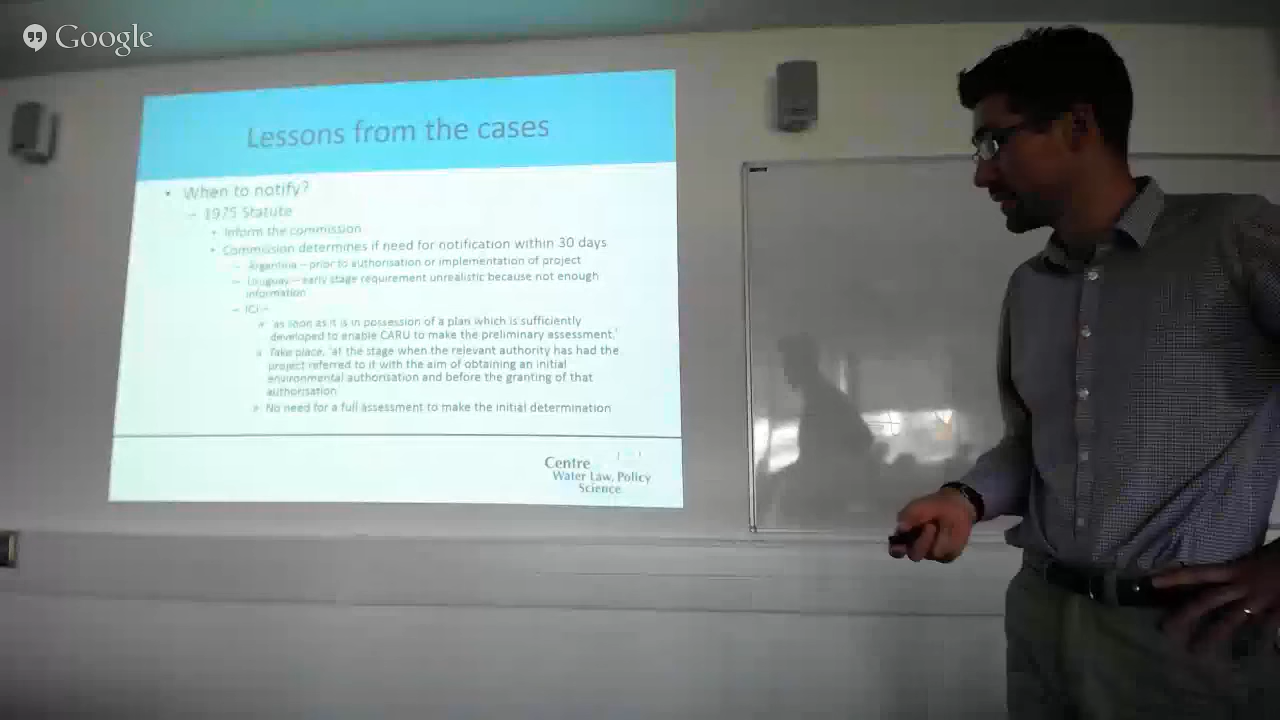 Google
Lessons from the cases
• When to notify?
– 1975 Statute
• Inform the commission
• Commission determines if need for notification within 30 days
– Argentina – prior to authorisation or implementation of project
– Uruguay – early stage requirement unrealistic because not enough
information
– ICJ –
» 'as soon as it is in possession of a plan which is sufficiently
developed to enable CARU to make the preliminary assessment,'
» Take place, 'at the stage when the relevant authority has had the
project referred to it with the aim of obtaining an initial
environmental authorisation and before the granting of that
authorisation
» No need for a full assessment to make the initial determination
Centre
Water Law, Policy
Science